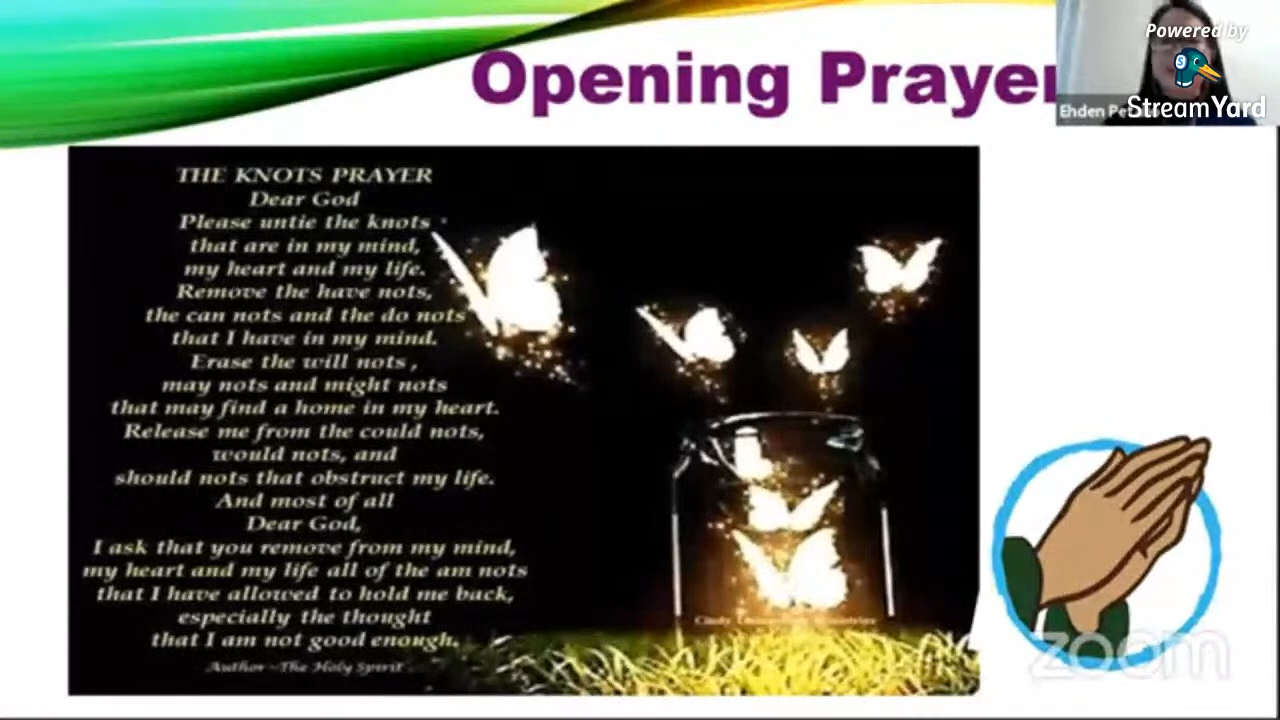 Opening Prayer
Powered by
StreamYard
Ehden
THE KNOTS PRAYER
Dear God
Please untie the knots
that are in my mind,
my heart and my life.
Remove the have nots,
the can nots and the do nots
that I have in my mind.
Erase the will nots ,
may nots and might nots
that may find a home in my heart.
Release me from the could nots,
would nots, and
should nots that obstruct my life.
And most of all
Dear God,
I ask that you remove from my mind,
my heart and my life all of the am nots
that I have allowed to hold me back,
especially the thought
that I am not good enough.
Author ~The Holy Spirit
Cindy
zoom